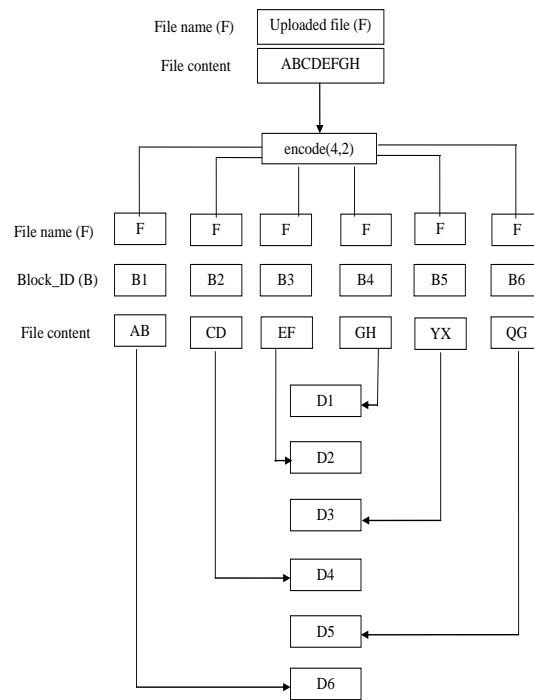 File name (F) Uploaded file (F)
File content ABCDEFGH
encode(4,2)
File name (F) F F F F F F
Block_ID (B) B1 B2 B3 B4 B5 B6
File content AB CD EF GH YX QG
D1
D2
D3
D4
D5
D6